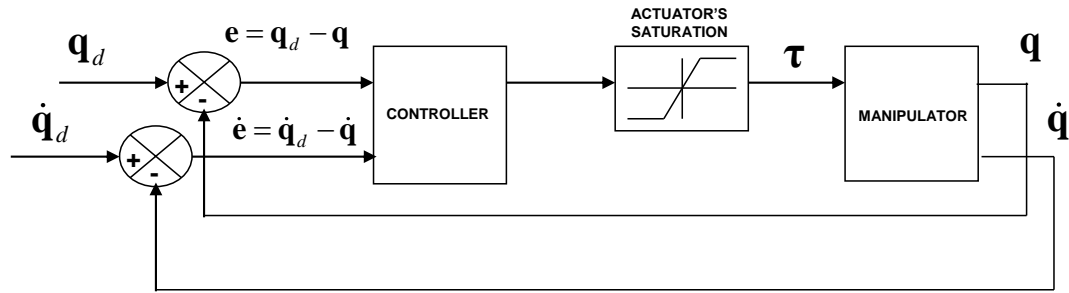 ACTUATOR'S
SATURATION
q_d
e = q_d − q
+
-
τ
q
CONTROLLER
MANIPULATOR
q̇_d
ė = q̇_d − q̇
q̇
+
-